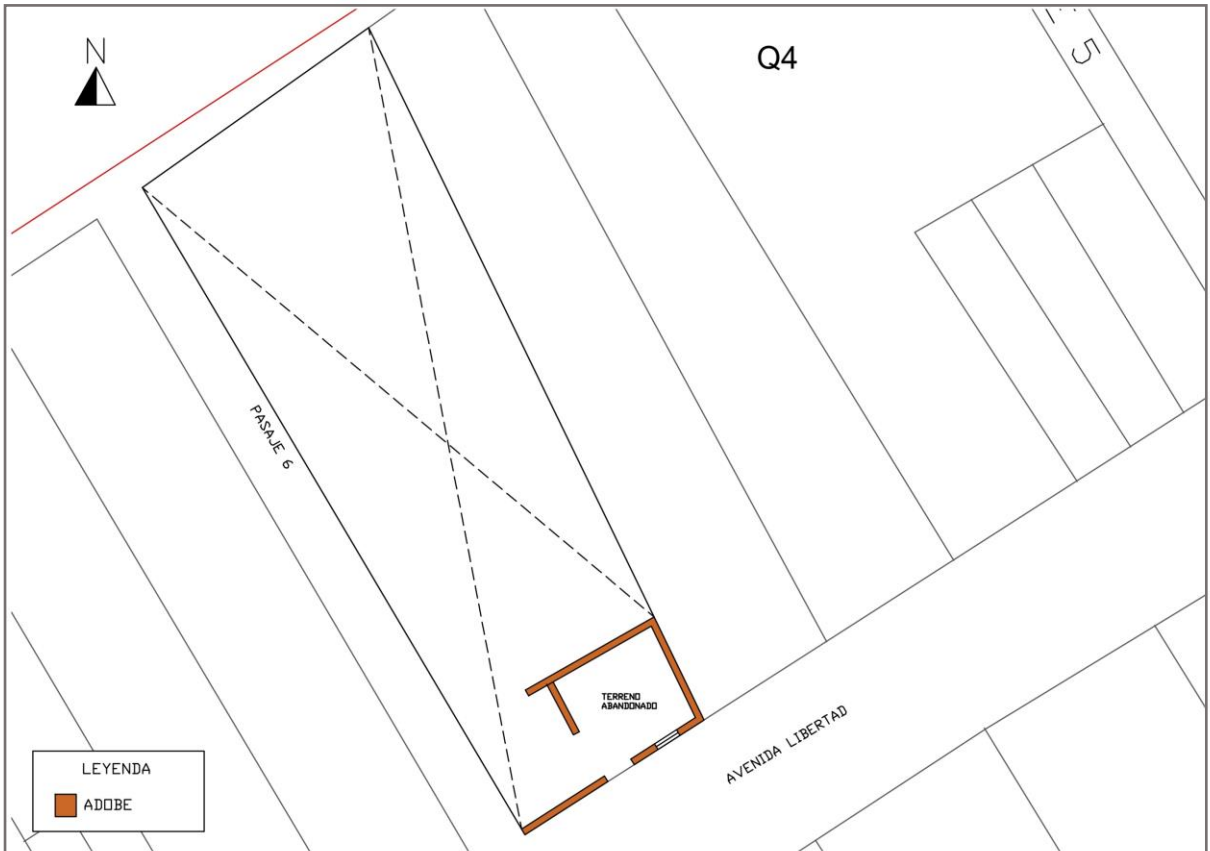 N
Q4
5
PASAJE 6
TERRENO
ABANDONADO
AVENIDA LIBERTAD
LEYENDA
ADOBE